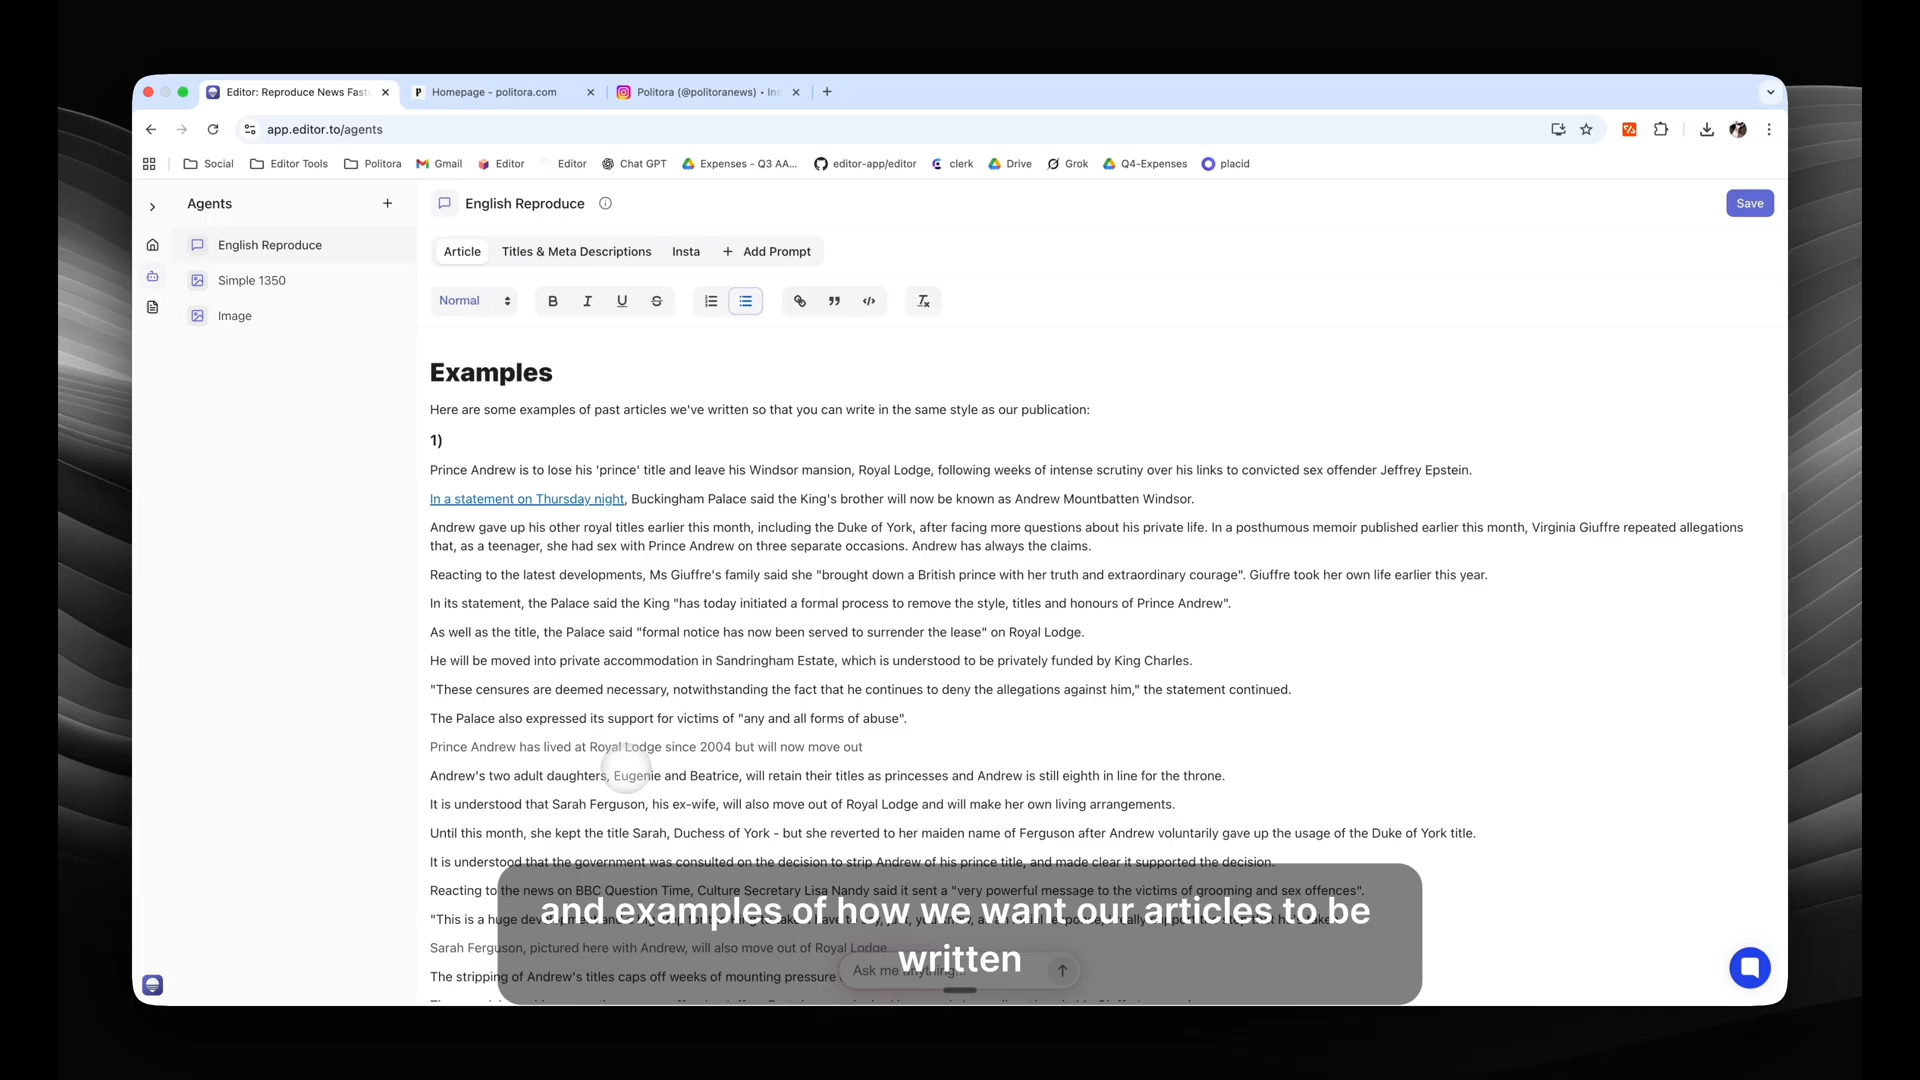 Editor: Reproduce News Fast
Homepage - politora.com
Politora (@politoranews) • Ins
app.editor.to/agents
Social
Editor Tools
Politora
Gmail
Editor
Editor
Chat GPT
Expenses - Q3 AA...
editor-app/editor
clerk
Drive
Grok
Q4-Expenses
placid
Agents
English Reproduce
Save
English Reproduce
Simple 1350
Image
Article
Titles & Meta Descriptions
Insta
Add Prompt
Normal
Examples
Here are some examples of past articles we've written so that you can write in the same style as our publication:
1)
Prince Andrew is to lose his 'prince' title and leave his Windsor mansion, Royal Lodge, following weeks of intense scrutiny over his links to convicted sex offender Jeffrey Epstein.
In a statement on Thursday night, Buckingham Palace said the King's brother will now be known as Andrew Mountbatten Windsor.
Andrew gave up his other royal titles earlier this month, including the Duke of York, after facing more questions about his private life. In a posthumous memoir published earlier this month, Virginia Giuffre repeated allegations
that, as a teenager, she had sex with Prince Andrew on three separate occasions. Andrew has always the claims.
Reacting to the latest developments, Ms Giuffre's family said she "brought down a British prince with her truth and extraordinary courage". Giuffre took her own life earlier this year.
In its statement, the Palace said the King "has today initiated a formal process to remove the style, titles and honours of Prince Andrew".
As well as the title, the Palace said "formal notice has now been served to surrender the lease" on Royal Lodge.
He will be moved into private accommodation in Sandringham Estate, which is understood to be privately funded by King Charles.
"These censures are deemed necessary, notwithstanding the fact that he continues to deny the allegations against him," the statement continued.
The Palace also expressed its support for victims of "any and all forms of abuse".
Prince Andrew has lived at Royal Lodge since 2004 but will now move out
Andrew's two adult daughters, Eugenie and Beatrice, will retain their titles as princesses and Andrew is still eighth in line for the throne.
It is understood that Sarah Ferguson, his ex-wife, will also move out of Royal Lodge and will make her own living arrangements.
Until this month, she kept the title Sarah, Duchess of York - but she reverted to her maiden name of Ferguson after Andrew voluntarily gave up the usage of the Duke of York title.
It is understood that the government was consulted on the decision to strip Andrew of his prince title, and made clear it supported the decision.
Reacting to the news on BBC Question Time, Culture Secretary Lisa Nandy said it sent a "very powerful message to the victims of grooming and sex offences".
"This is a huge
and examples of how we want our articles to be
written
Sarah Ferguson, pictured here with Andrew, will also move out of Royal Lodge
Ask me anything...
The stripping of Andrew's titles caps off weeks of mounting pressure